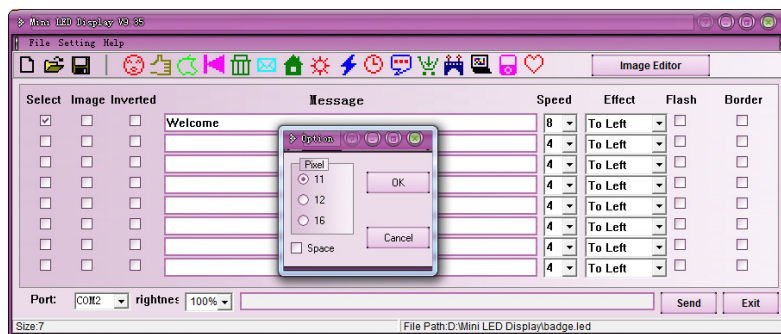 Mini LED Display V9 35
File Setting Help
Image Editor
Select Image Inverted Message Speed Effect Flash Border
Welcome 8 To Left
4 To Left
4 To Left
4 To Left
4 To Left
4 To Left
4 To Left
4 To Left
Option
Pixel
11
12
16
Space
OK
Cancel
Port: COM2 rightnes 100% Send Exit
Size:7 File Path:D:\Mini LED Display\badge.led